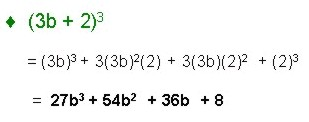 ♦ (3b + 2)³
= (3b)³ + 3(3b)²(2) + 3(3b)(2)² + (2)³
= 27b³ + 54b² + 36b + 8